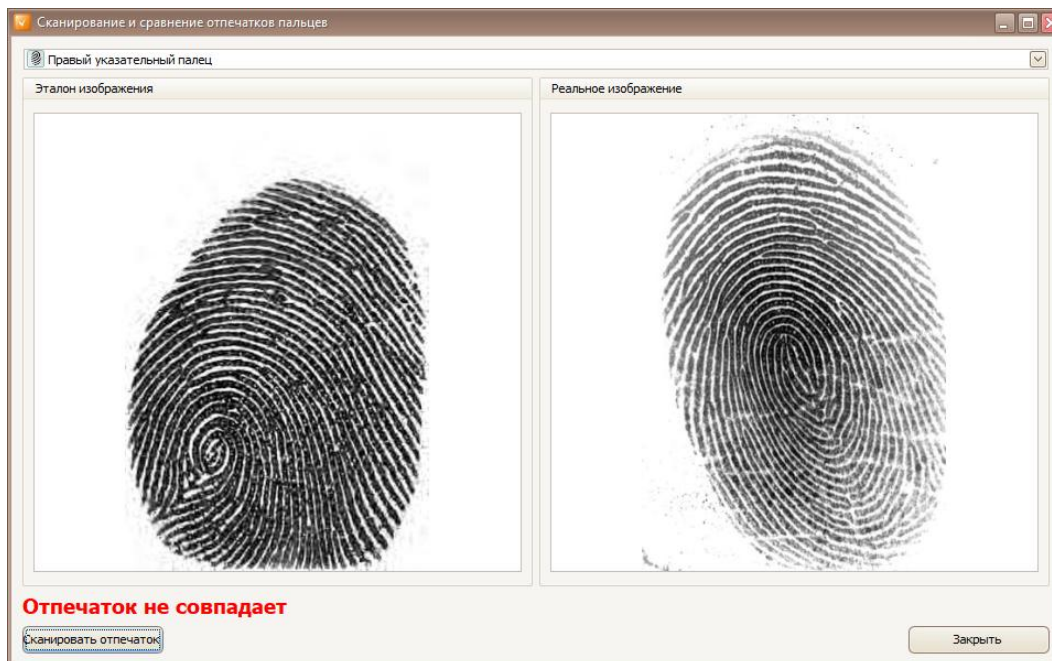 Сканирование и сравнение отпечатков пальцев
Правый указательный палец
Эталон изображения
Реальное изображение
Отпечаток не совпадает
Сканировать отпечаток
Закрыть